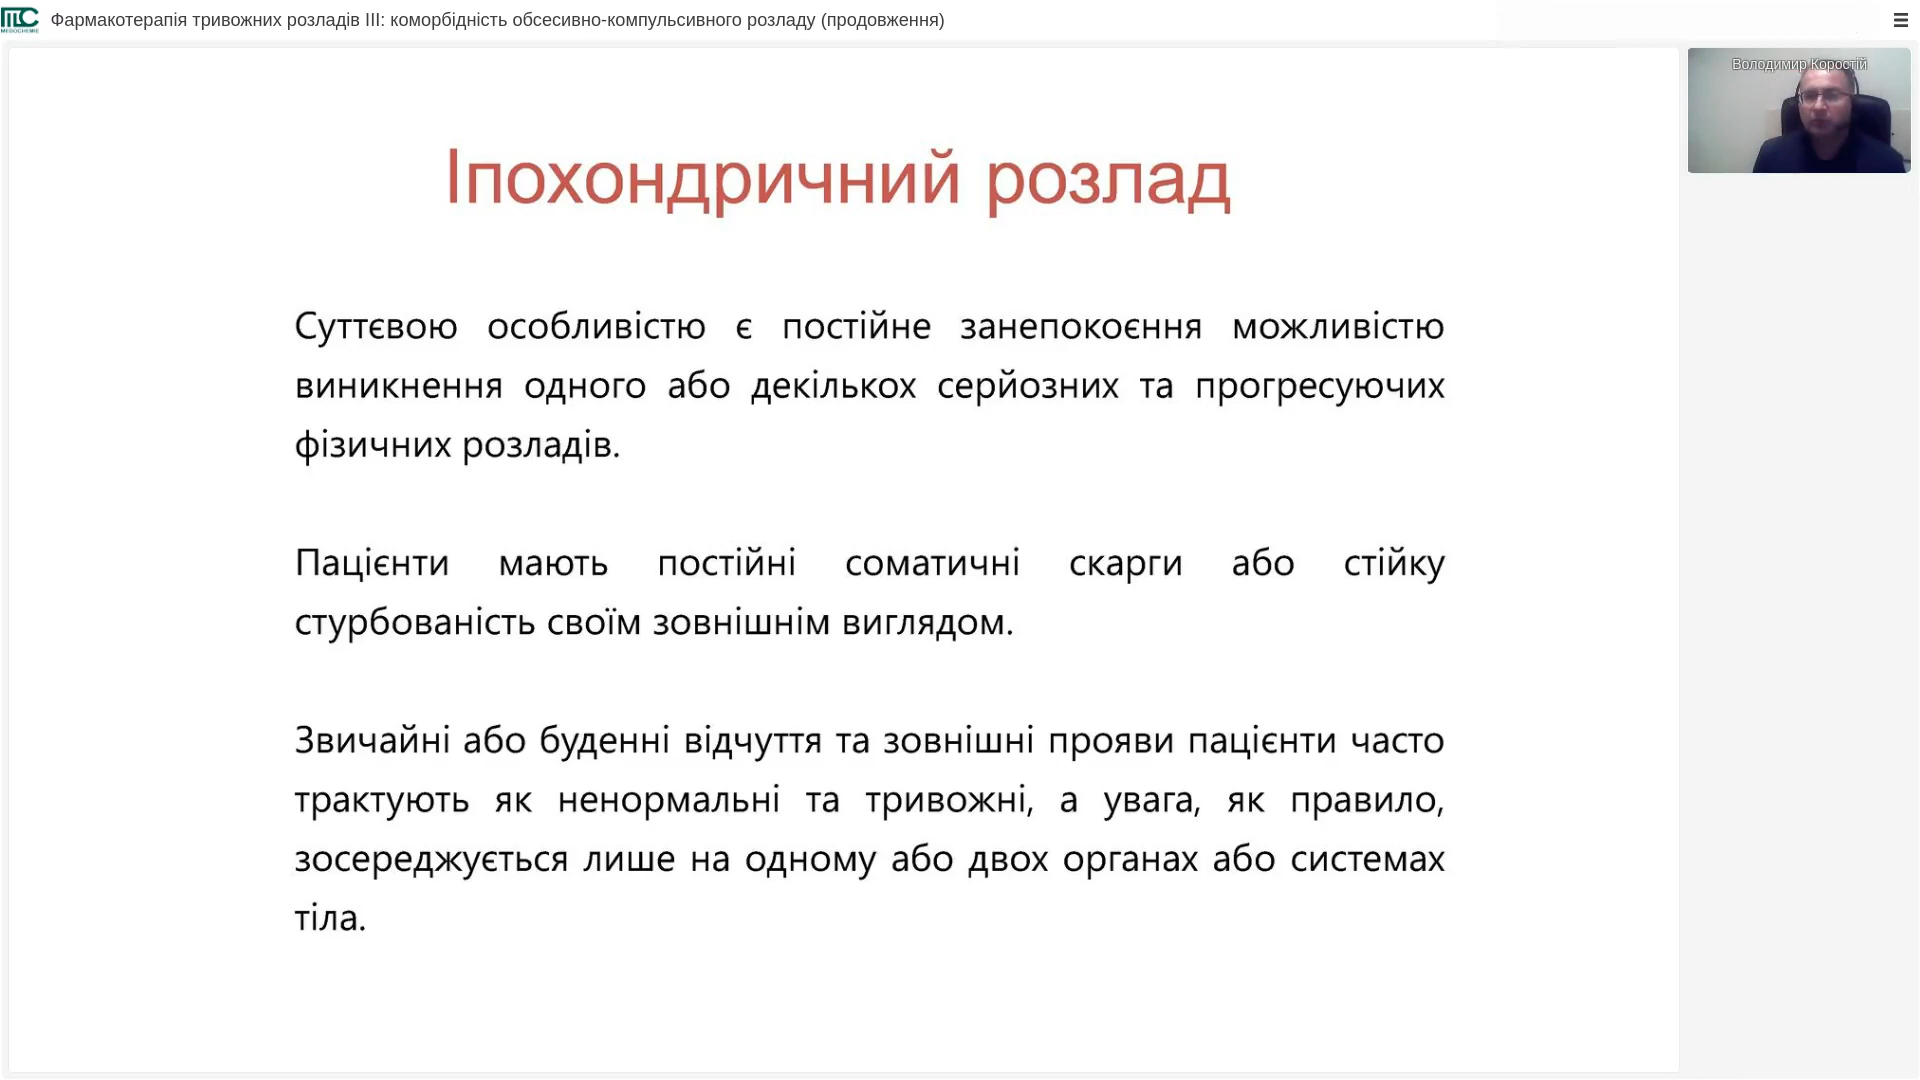 Фармакотерапія тривожних розладів III: коморбідність обсесивно-компульсивного розладу (продовження)
MEDOCHEMIE
Володимир Коростій
Іпохондричний розлад
Суттєвою особливістю є постійне занепокоєння можливістю
виникнення одного або декількох серйозних та прогресуючих
фізичних розладів.
Пацієнти мають постійні соматичні скарги або стійку
стурбованість своїм зовнішнім виглядом.
Звичайні або буденні відчуття та зовнішні прояви пацієнти часто
трактують як ненормальні та тривожні, а увага, як правило,
зосереджується лише на одному або двох органах або системах
тіла.